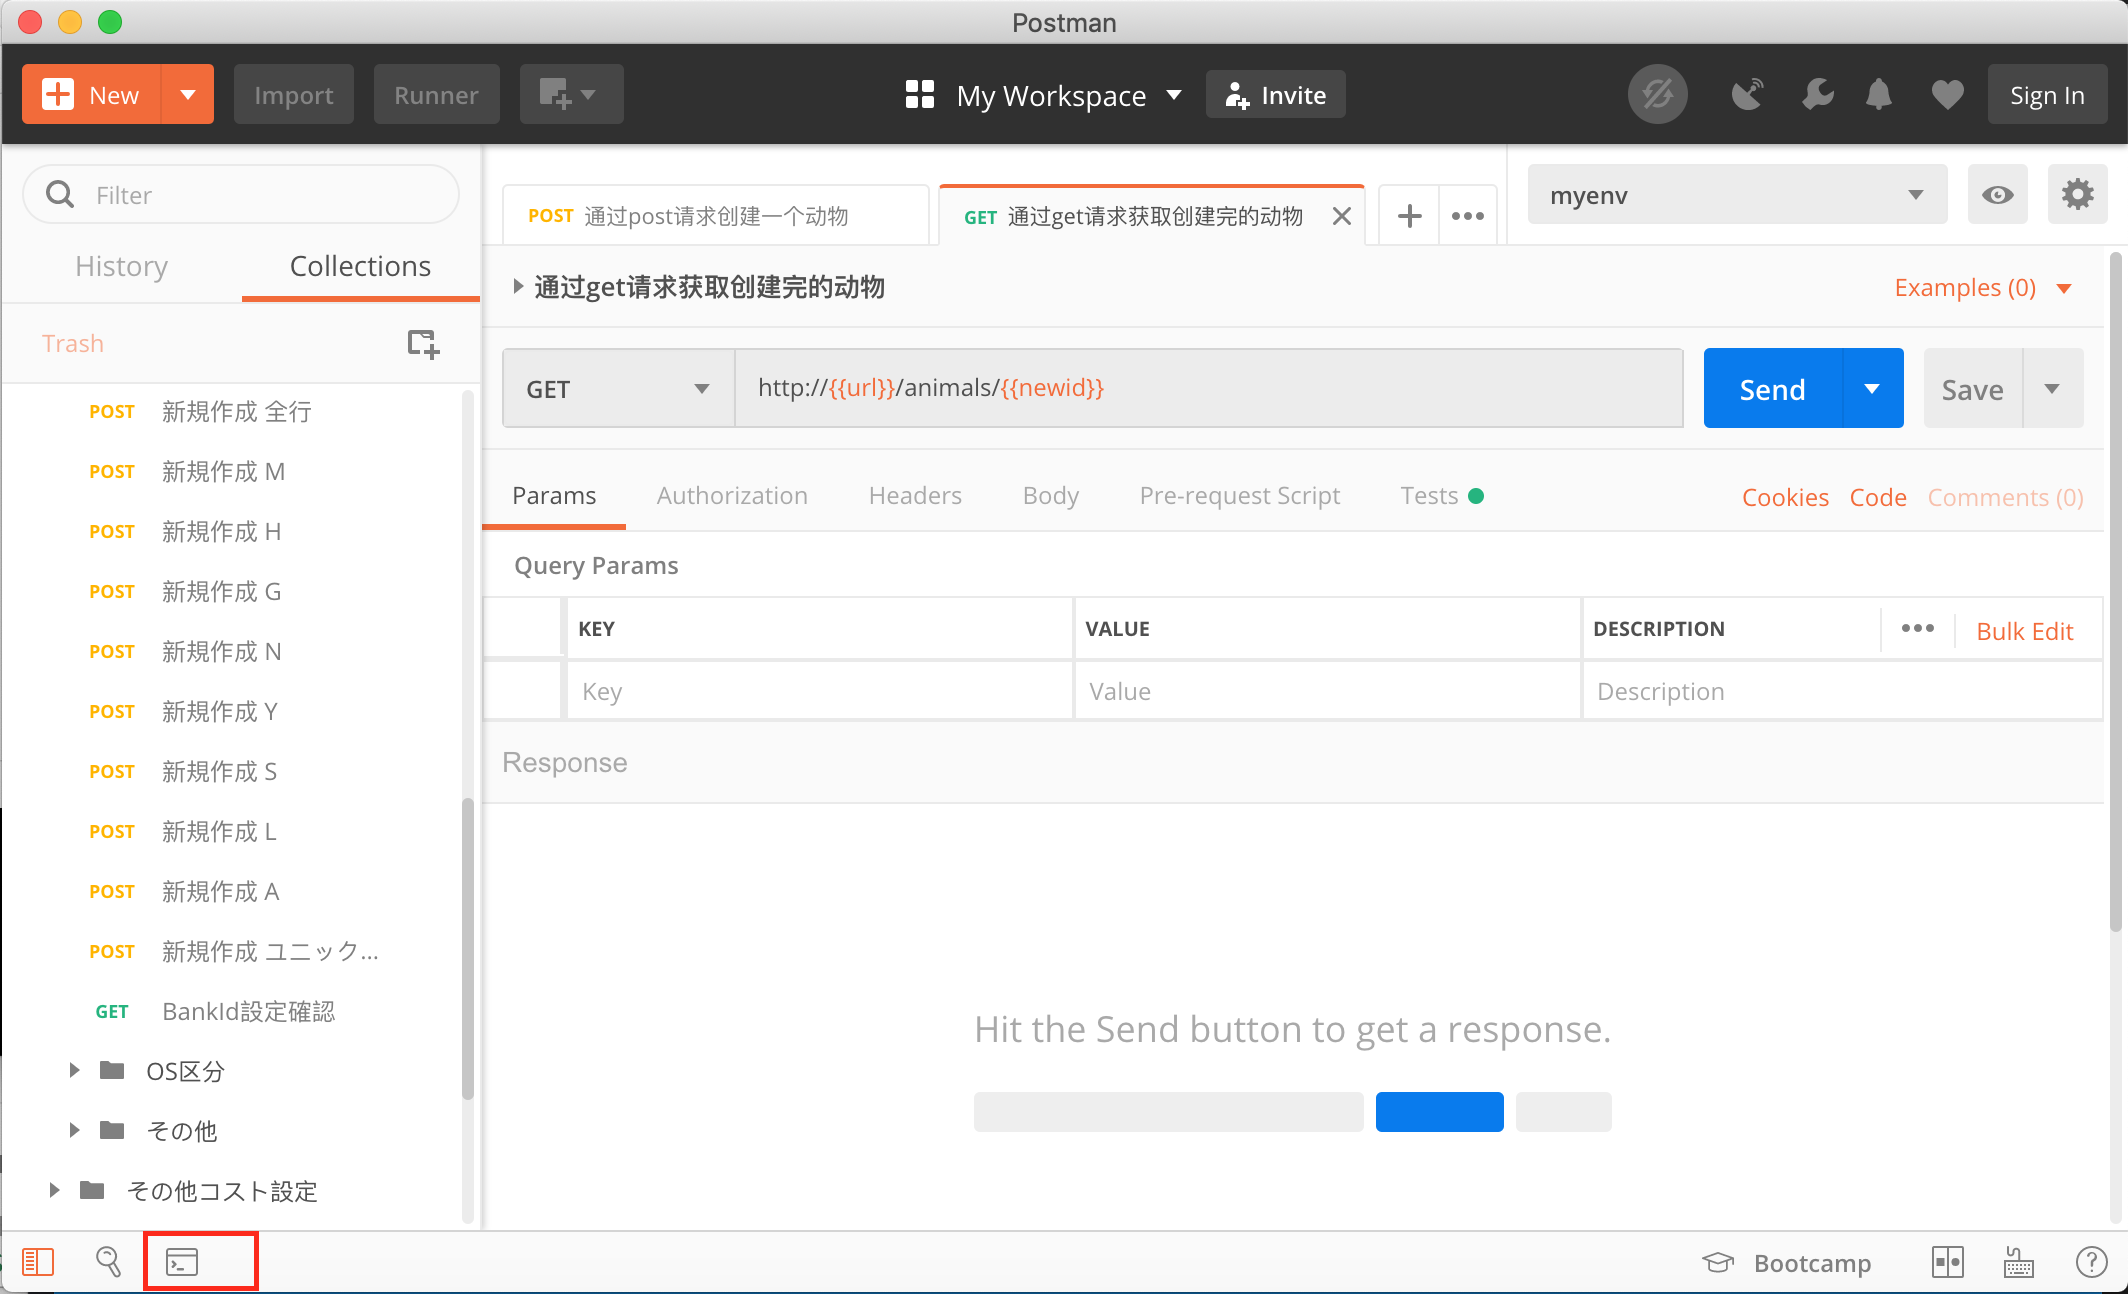 Postman
New
Import
Runner
My Workspace
Invite
Sign In
Filter
History
Collections
Trash
POST 新規作成 全行
POST 新規作成 M
POST 新規作成 H
POST 新規作成 G
POST 新規作成 N
POST 新規作成 Y
POST 新規作成 S
POST 新規作成 L
POST 新規作成 A
POST 新規作成 ユニック...
GET BankId設定確認
OS区分
その他
その他コスト設定
POST 通过post请求创建一个动物
GET 通过get请求获取创建完的动物
myenv
通过get请求获取创建完的动物
Examples (0)
GET
http://{{url}}/animals/{{newid}}
Send
Save
Params
Authorization
Headers
Body
Pre-request Script
Tests
Cookies
Code
Comments (0)
Query Params
KEY
VALUE
DESCRIPTION
Bulk Edit
Key
Value
Description
Response
Hit the Send button to get a response.
Bootcamp